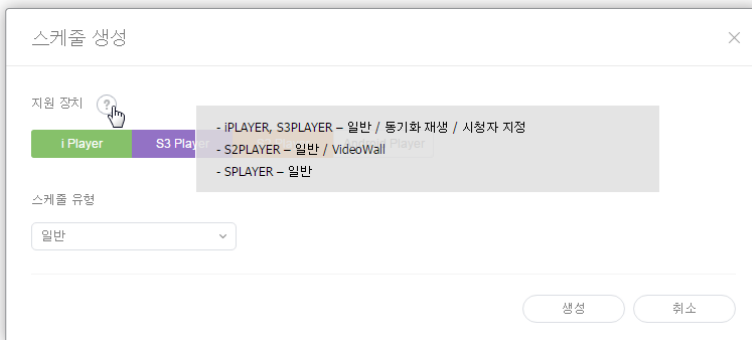 스케줄 생성
지원 장치 ?
- iPLAYER, S3PLAYER – 일반 / 동기화 재생 / 시청자 지정
i Player S3 Play Player
- S2PLAYER – 일반 / VideoWall
- SPLAYER – 일반
스케줄 유형
일반
생성 취소